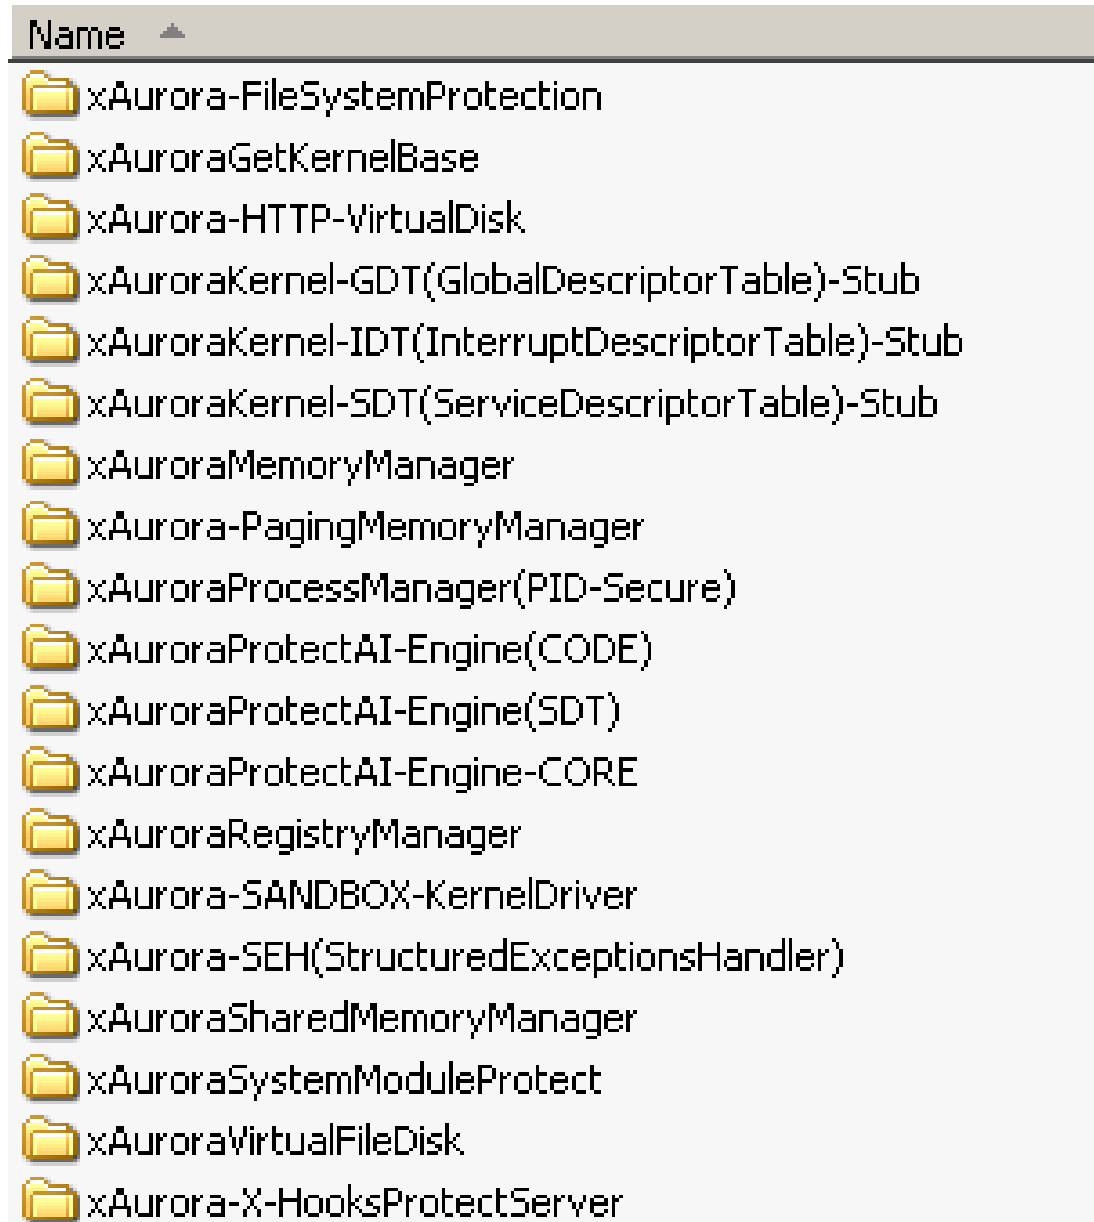 Name
xAurora-FileSystemProtection
xAuroraGetKernelBase
xAurora-HTTP-VirtualDisk
xAuroraKernel-GDT(GlobalDescriptorTable)-Stub
xAuroraKernel-IDT(InterruptDescriptorTable)-Stub
xAuroraKernel-SDT(ServiceDescriptorTable)-Stub
xAuroraMemoryManager
xAurora-PagingMemoryManager
xAuroraProcessManager(PID-Secure)
xAuroraProtectAI-Engine(CODE)
xAuroraProtectAI-Engine(SDT)
xAuroraProtectAI-Engine-CORE
xAuroraRegistryManager
xAurora-SANDBOX-KernelDriver
xAurora-SEH(StructuredExceptionsHandler)
xAuroraSharedMemoryManager
xAuroraSystemModuleProtect
xAuroraVirtualFileDisk
xAurora-X-HooksProtectServer